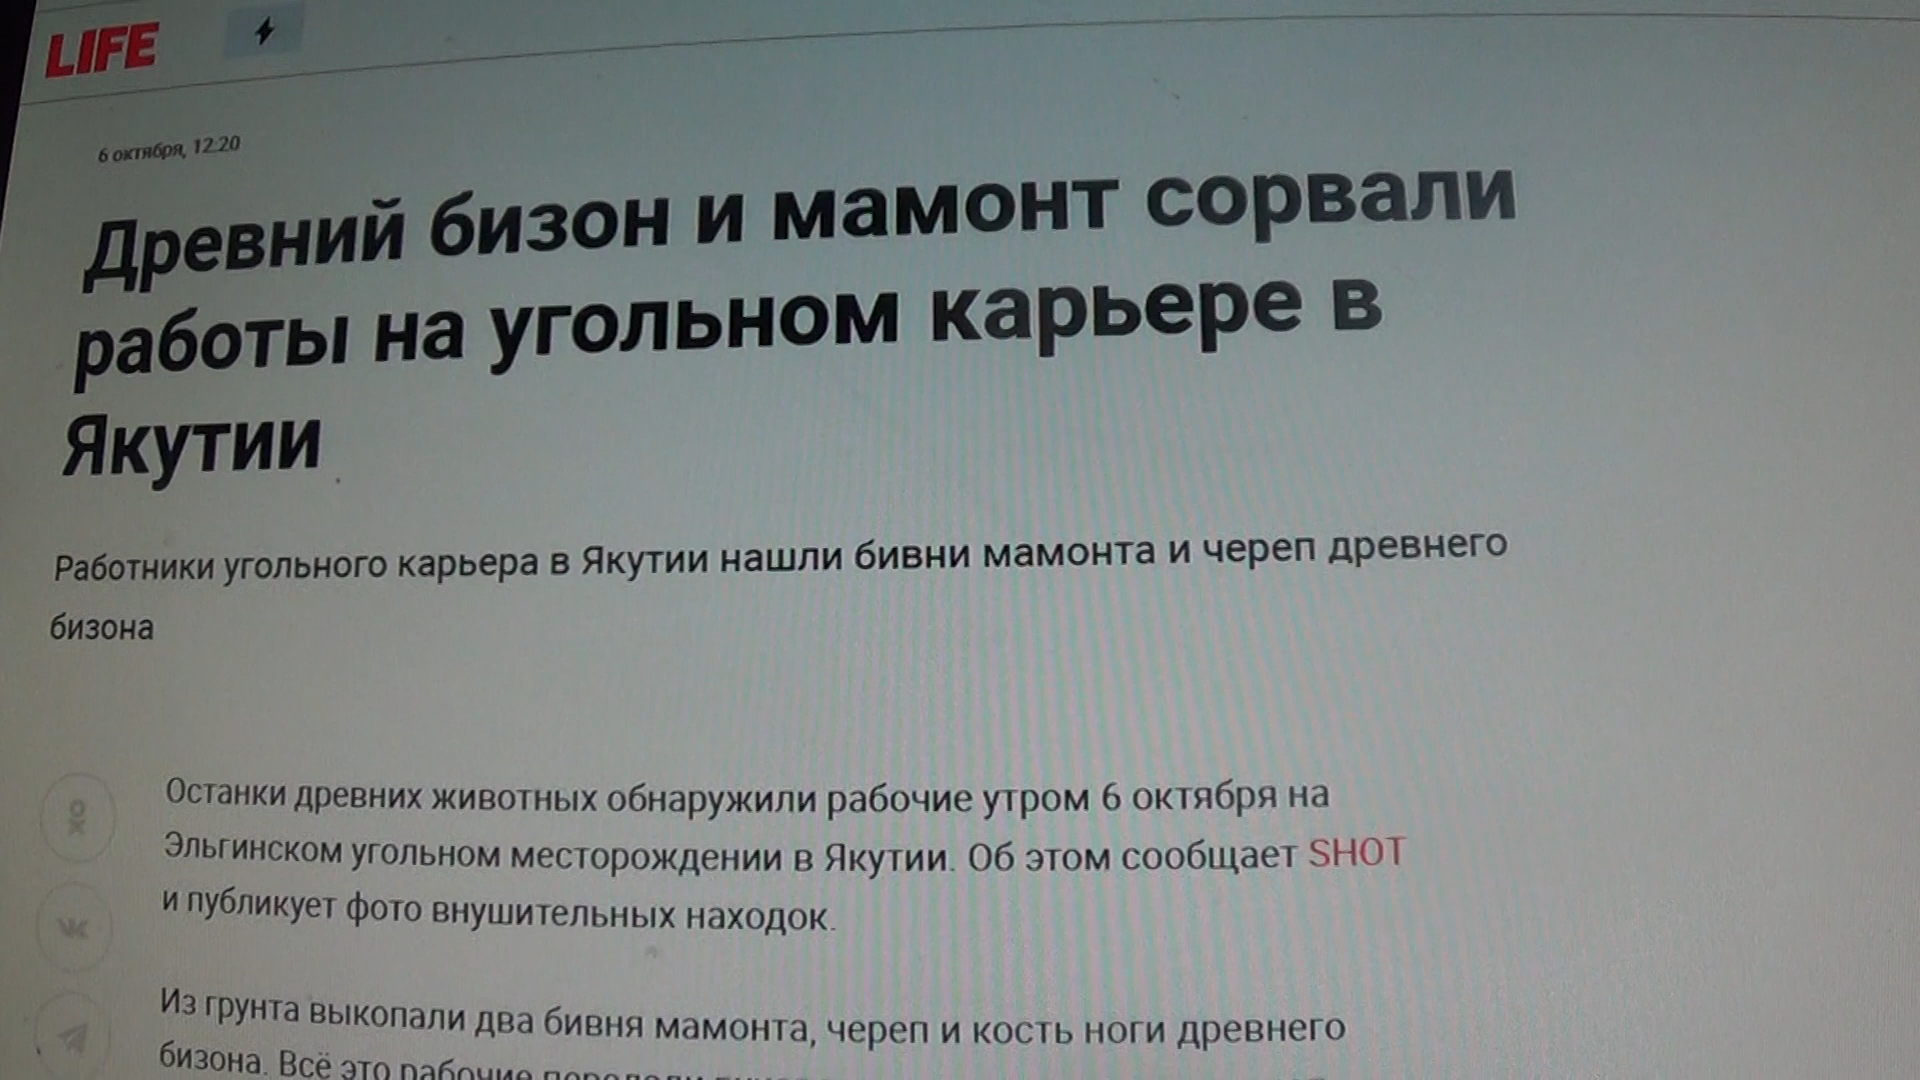 LIFE
6 октября, 12:20
Древний бизон и мамонт сорвали
работы на угольном карьере в
Якутии
Работники угольного карьера в Якутии нашли бивни мамонта и череп древнего
бизона
Останки древних животных обнаружили рабочие утром 6 октября на
Эльгинском угольном месторождении в Якутии. Об этом сообщает SHOT
и публикует фото внушительных находок.
Из грунта выкопали два бивня мамонта, череп и кость ноги древнего
бизона. Всё это рабочие